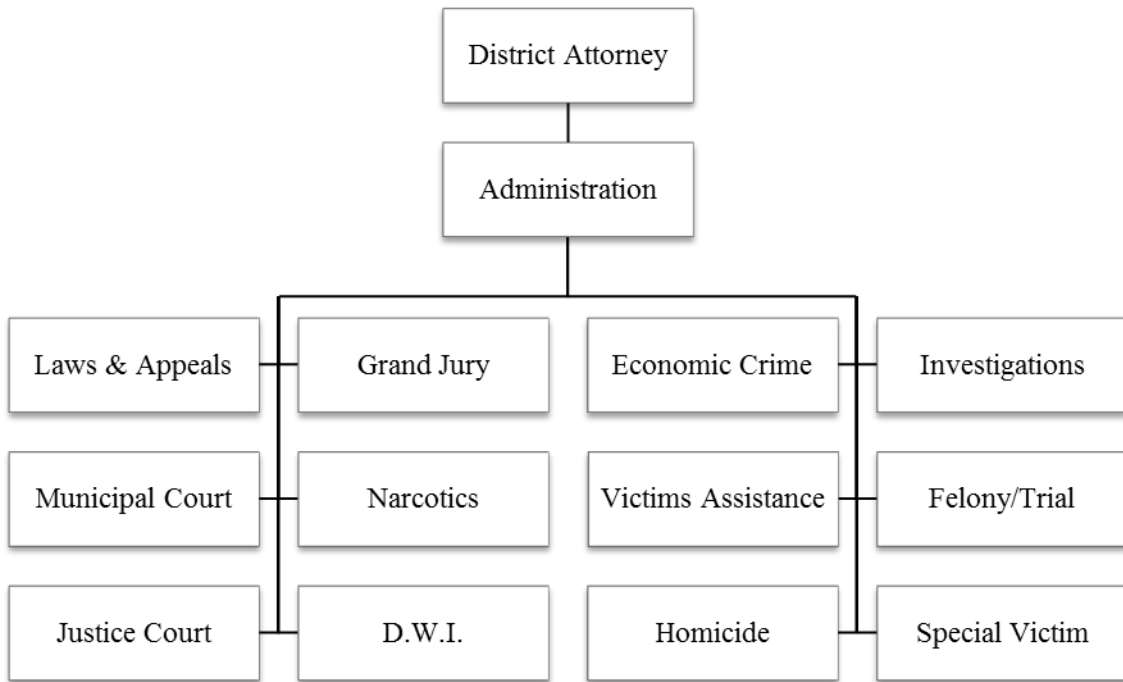 District Attorney
Administration
Laws & Appeals
Grand Jury
Economic Crime
Investigations
Municipal Court
Narcotics
Victims Assistance
Felony/Trial
Justice Court
D.W.I.
Homicide
Special Victim